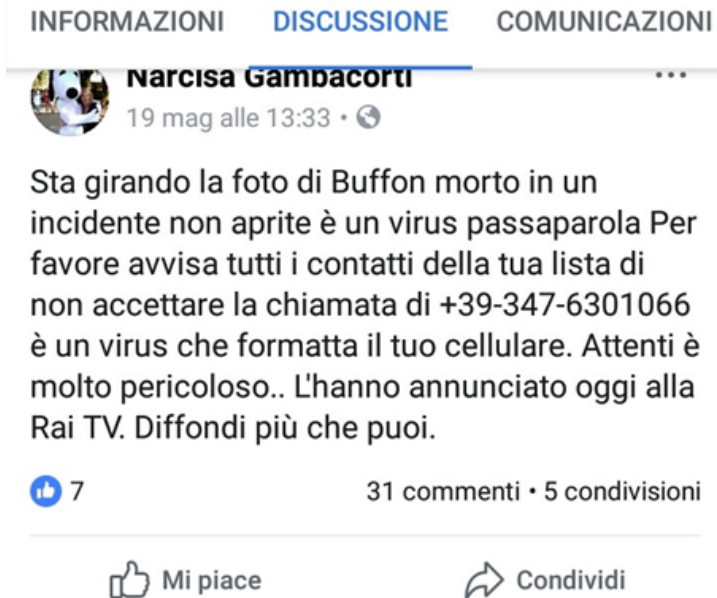 INFORMAZIONI DISCUSSIONE COMUNICAZIONI
Narcisa Gambacorti
19 mag alle 13:33 •
Sta girando la foto di Buffon morto in un
incidente non aprite è un virus passaparola Per
favore avvisa tutti i contatti della tua lista di
non accettare la chiamata di +39-347-6301066
è un virus che formatta il tuo cellulare. Attenti è
molto pericoloso.. L'hanno annunciato oggi alla
Rai TV. Diffondi più che puoi.
7 31 commenti • 5 condivisioni
Mi piace Condividi